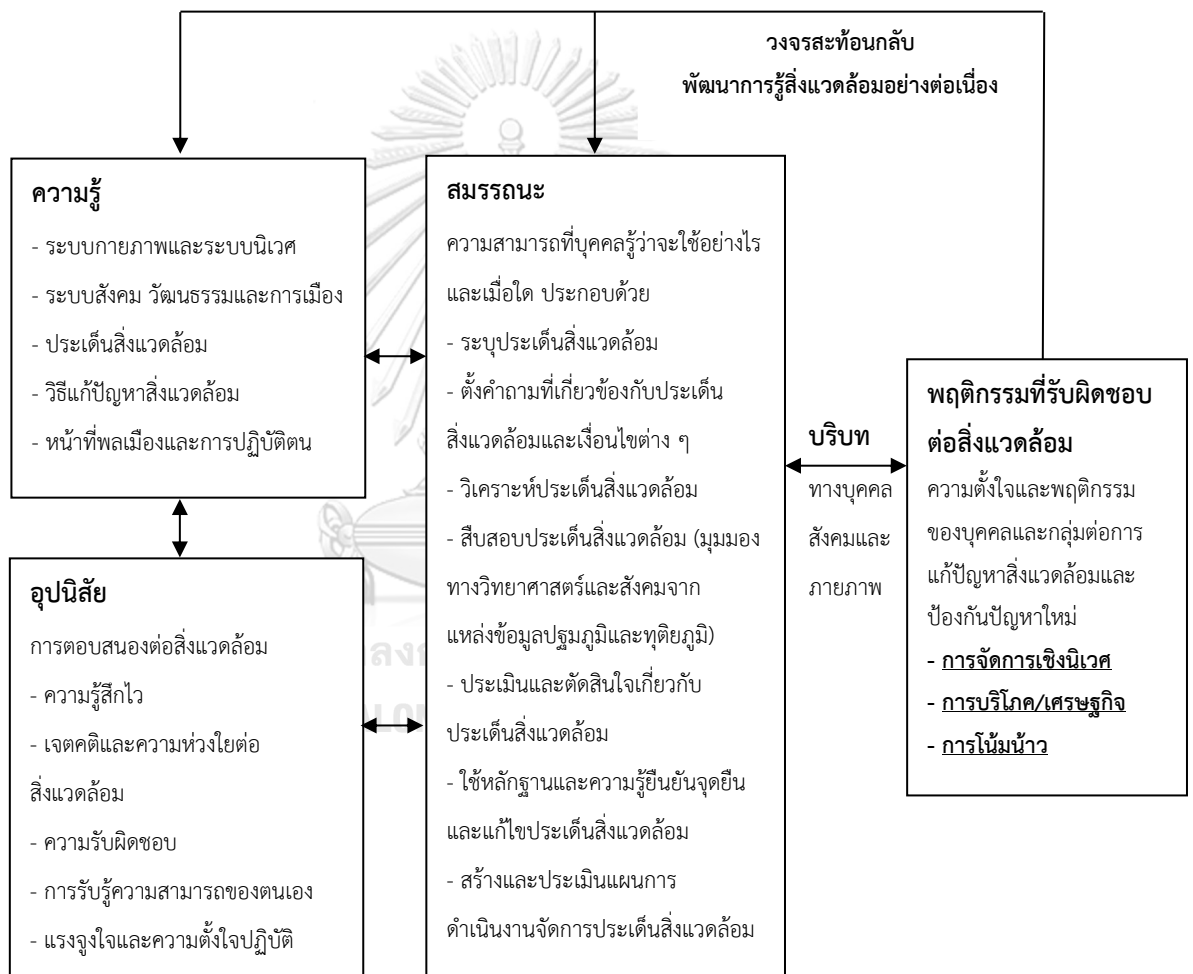 วงจรสะท้อนกลับ
พัฒนาการรู้สิ่งแวดล้อมอย่างต่อเนื่อง
ความรู้
- ระบบกายภาพและระบบนิเวศ
- ระบบสังคม วัฒนธรรมและการเมือง
- ประเด็นสิ่งแวดล้อม
- วิธีแก้ปัญหาสิ่งแวดล้อม
- หน้าที่พลเมืองและการปฏิบัติตน
อุปนิสัย
การตอบสนองต่อสิ่งแวดล้อม
- ความรู้สึกไว
- เจตคติและความห่วงใยต่อ
สิ่งแวดล้อม
- ความรับผิดชอบ
- การรับรู้ความสามารถของตนเอง
- แรงจูงใจและความตั้งใจปฏิบัติ
สมรรถนะ
ความสามารถที่บุคคลรู้ว่าจะใช้อย่างไร
และเมื่อใด ประกอบด้วย
- ระบุประเด็นสิ่งแวดล้อม
- ตั้งคำถามที่เกี่ยวข้องกับประเด็น
สิ่งแวดล้อมและเงื่อนไขต่าง ๆ
- วิเคราะห์ประเด็นสิ่งแวดล้อม
- สืบสอบประเด็นสิ่งแวดล้อม (มุมมอง
ทางวิทยาศาสตร์และสังคมจาก
แหล่งข้อมูลปฐมภูมิและทุติยภูมิ)
- ประเมินและตัดสินใจเกี่ยวกับ
ประเด็นสิ่งแวดล้อม
- ใช้หลักฐานและความรู้ยืนยันจุดยืน
และแก้ไขประเด็นสิ่งแวดล้อม
- สร้างและประเมินแผนการ
ดำเนินงานจัดการประเด็นสิ่งแวดล้อม
บริบท
ทางบุคคล
สังคมและ
ภายภาพ
พฤติกรรมที่รับผิดชอบ
ต่อสิ่งแวดล้อม
ความตั้งใจและพฤติกรรม
ของบุคคลและกลุ่มต่อการ
แก้ปัญหาสิ่งแวดล้อมและ
ป้องกันปัญหาใหม่
- การจัดการเชิงนิเวศ
- การบริโภค/เศรษฐกิจ
- การโน้มน้าว